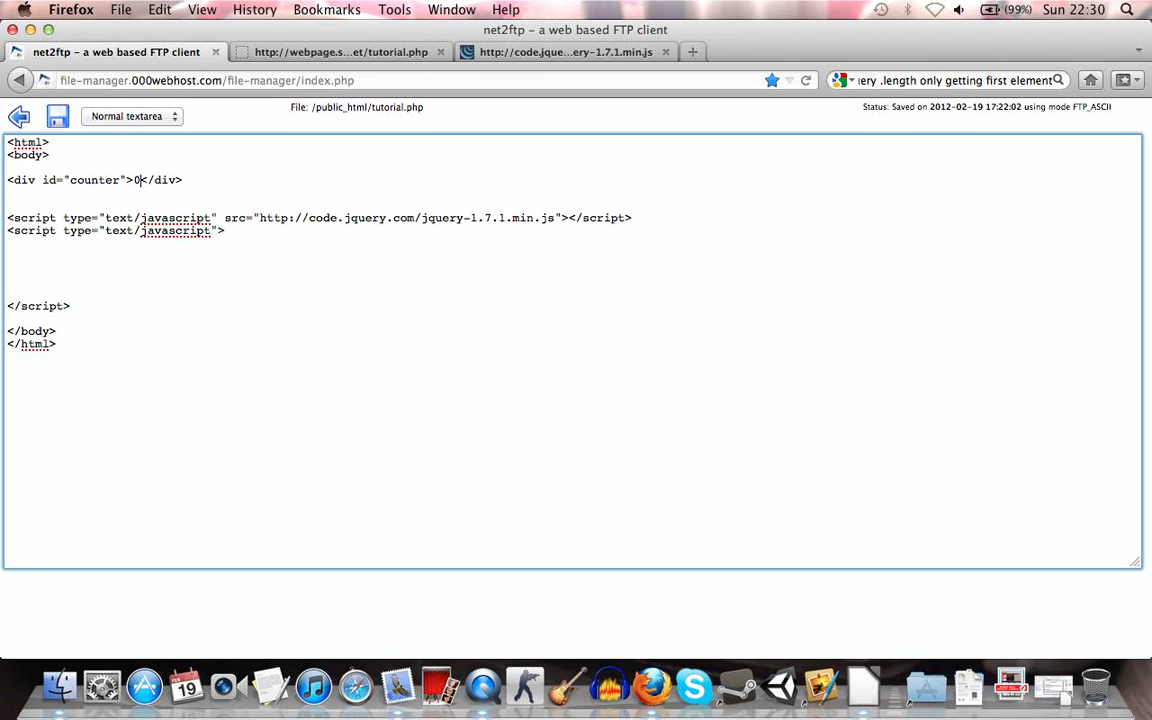 Firefox File Edit View History Bookmarks Tools Window Help (99%) Sun 22:30
net2ftp - a web based FTP client
net2ftp - a web based FTP client http://webpage.s...et/tutorial.php http://code.jque...ery-1.7.1.min.js
file-manager.000webhost.com/file-manager/index.php ery .length only getting first element
Normal textarea File: /public_html/tutorial.php Status: Saved on 2012-02-19 17:22:02 using mode FTP_ASCII
<html>
<body>
<div id="counter">0</div>
<script type="text/javascript" src="http://code.jquery.com/jquery-1.7.1.min.js"></script>
<script type="text/javascript">
</script>
</body>
</html>
FEB
19